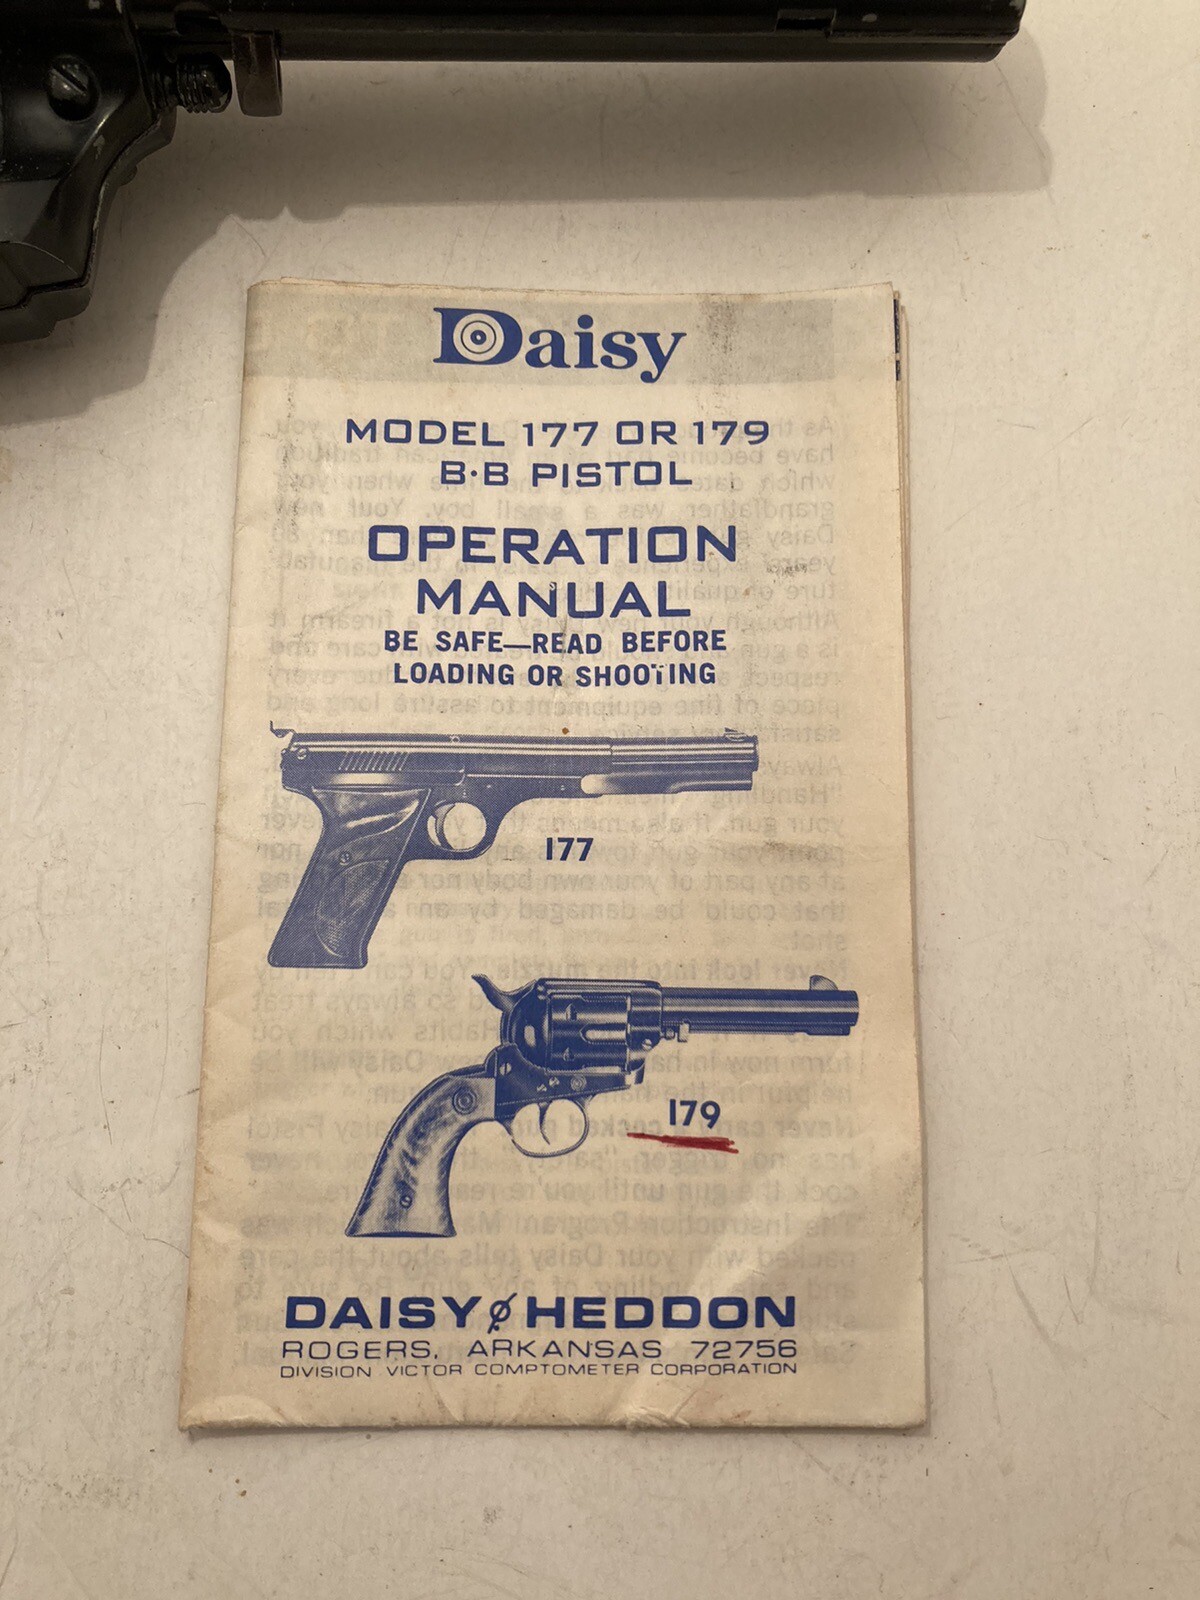 Daisy
MODEL 177 OR 179
B·B PISTOL
OPERATION
MANUAL
BE SAFE—READ BEFORE
LOADING OR SHOOTING
177
179
DAISY HEDDON
ROGERS, ARKANSAS 72756
DIVISION VICTOR COMPTOMETER CORPORATION